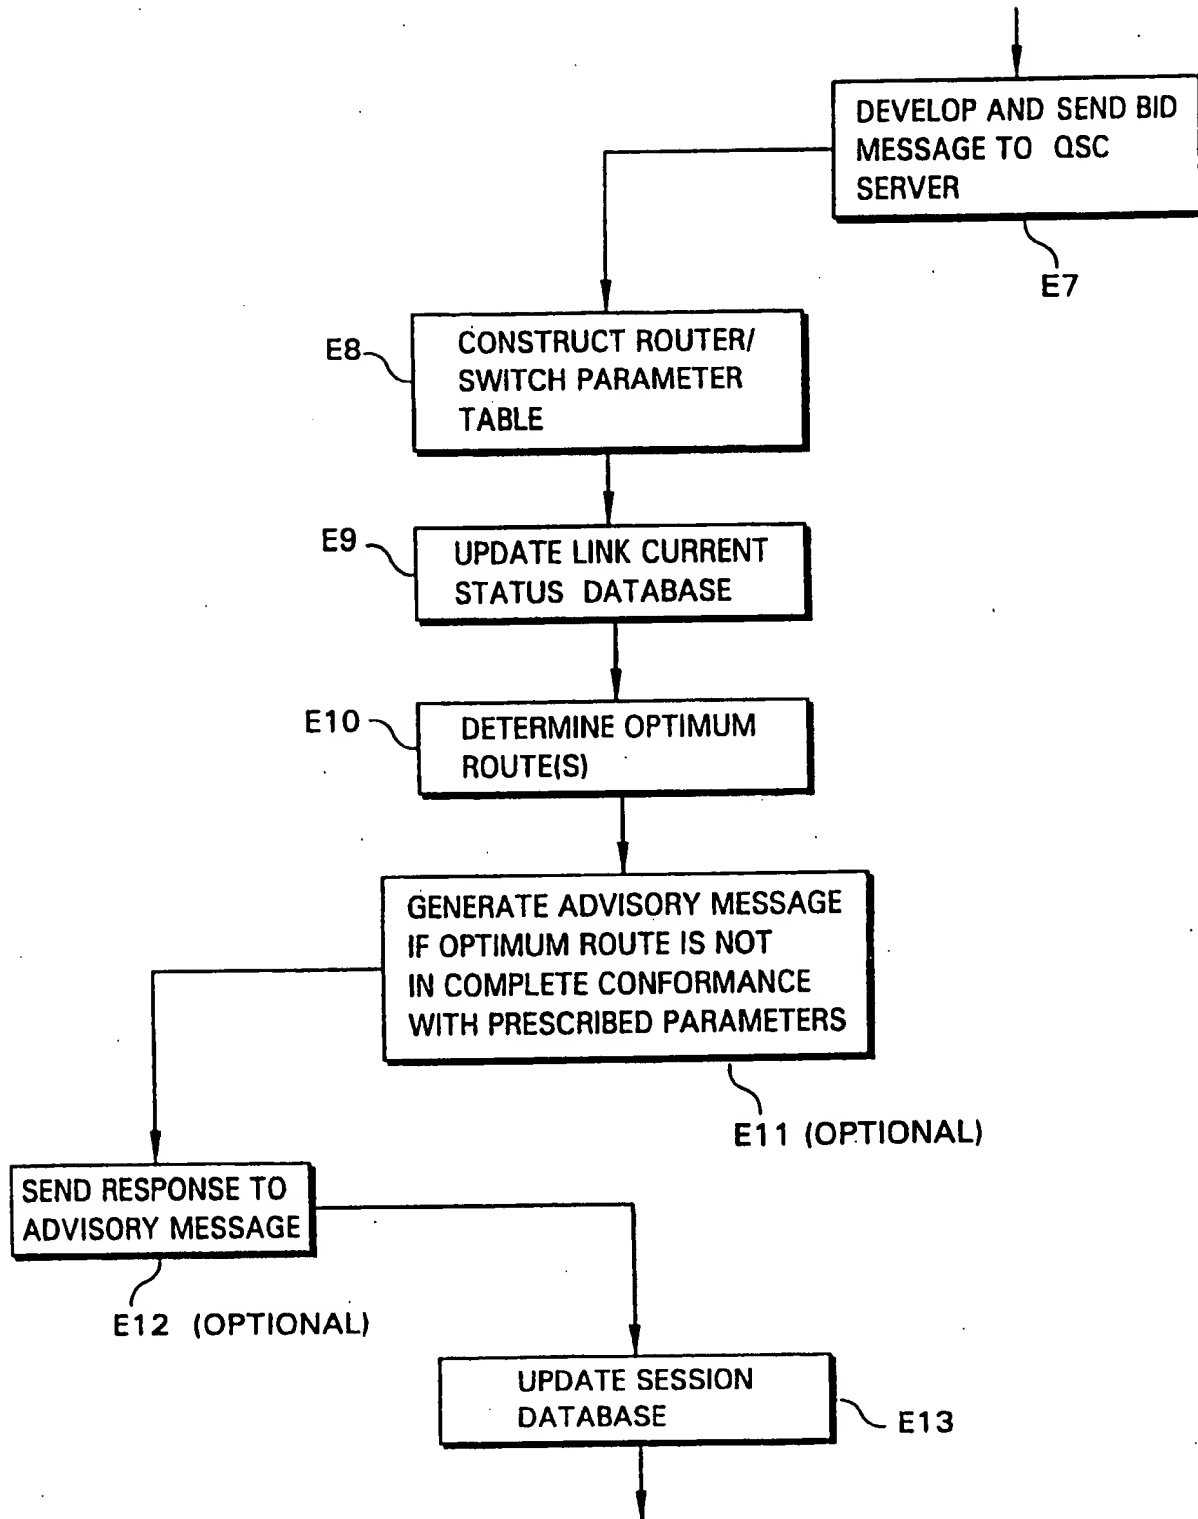 DEVELOP AND SEND BID
MESSAGE TO QSC
SERVER
E7
E8
CONSTRUCT ROUTER/
SWITCH PARAMETER
TABLE
E9
UPDATE LINK CURRENT
STATUS DATABASE
E10
DETERMINE OPTIMUM
ROUTE(S)
GENERATE ADVISORY MESSAGE
IF OPTIMUM ROUTE IS NOT
IN COMPLETE CONFORMANCE
WITH PRESCRIBED PARAMETERS
E11 (OPTIONAL)
SEND RESPONSE TO
ADVISORY MESSAGE
E12 (OPTIONAL)
UPDATE SESSION
DATABASE
E13